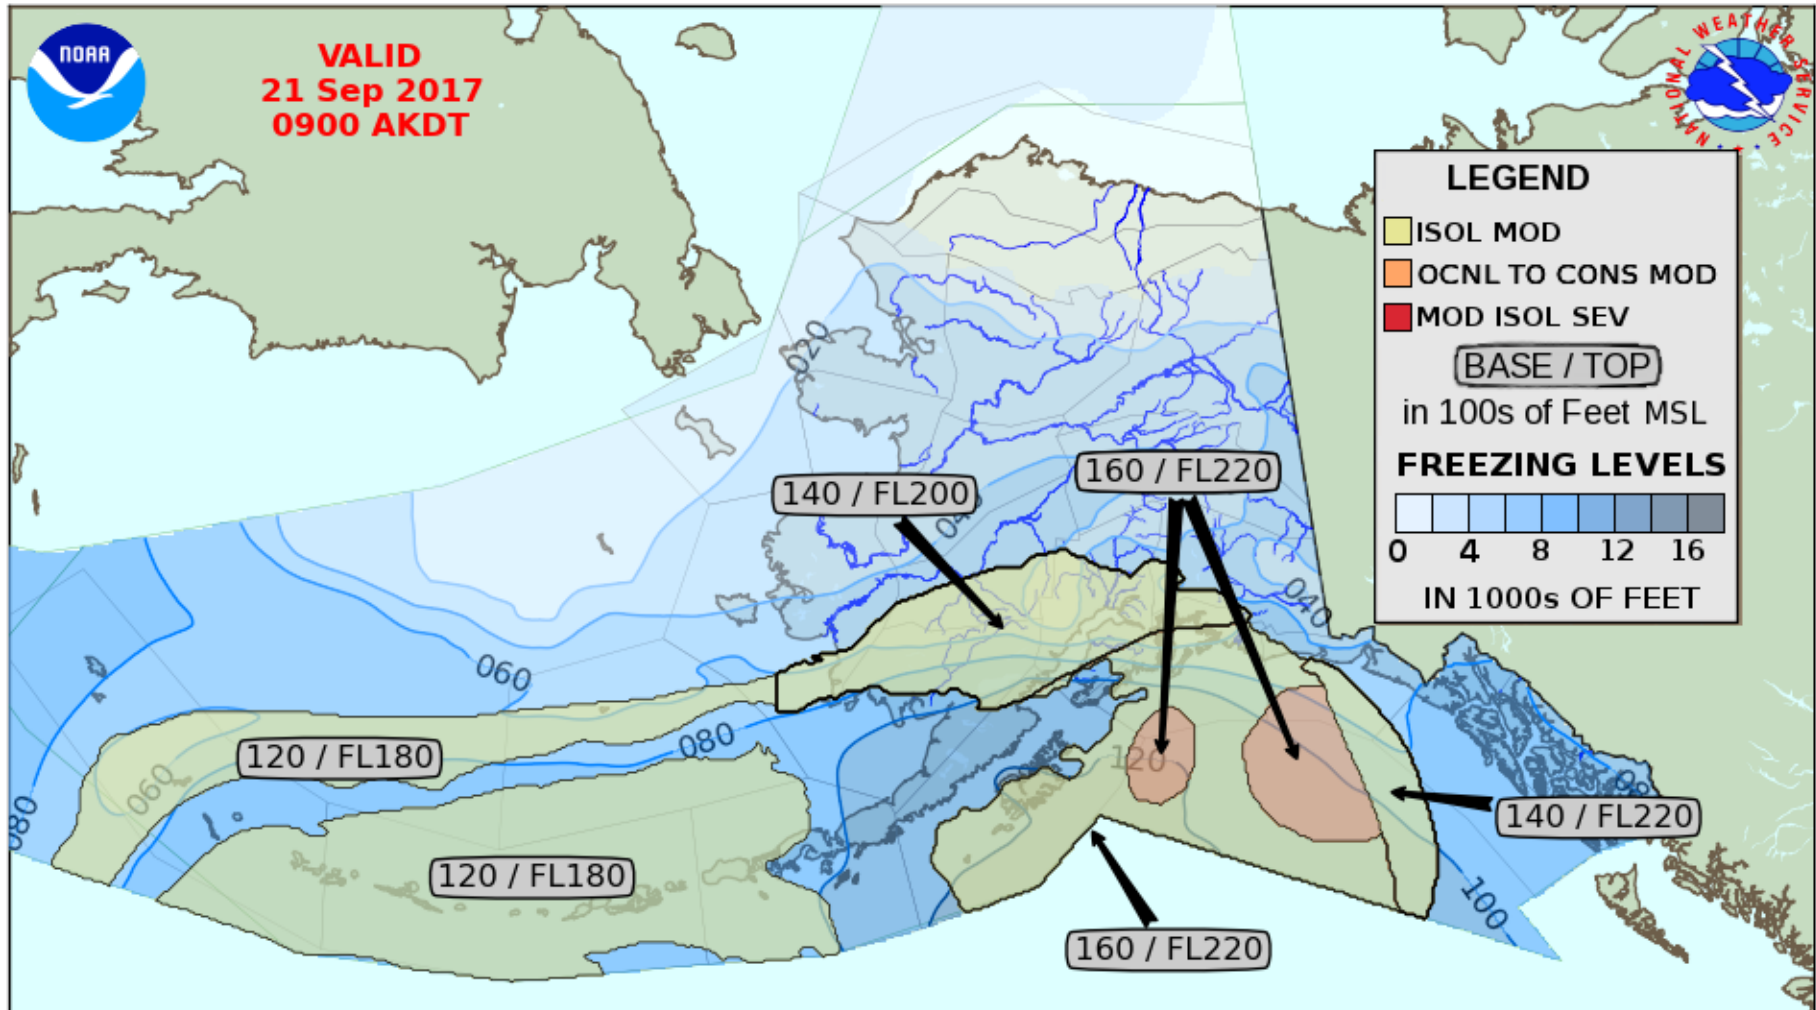 NOAA
VALID
21 Sep 2017
0900 AKDT
NATIONAL WEATHER SERVICE
LEGEND
ISOL MOD
OCNL TO CONS MOD
MOD ISOL SEV
BASE / TOP
in 100s of Feet MSL
FREEZING LEVELS
0 4 8 12 16
IN 1000s OF FEET
020
160 / FL220
140 / FL200
040
040
060
080
120 / FL180
120
060
080
080
140 / FL220
120 / FL180
100
160 / FL220